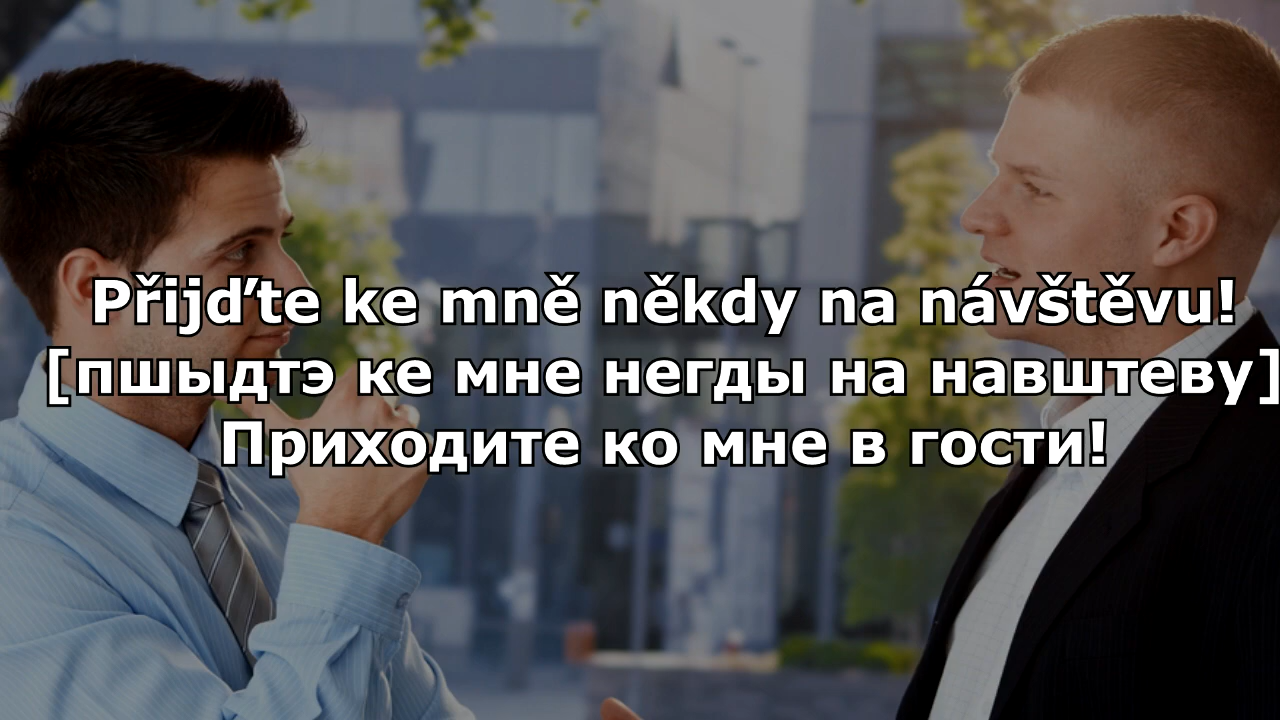 Přijďte ke mně někdy na návštěvu!
[пшыдтэ ке мне негды на навштеву]
Приходите ко мне в гости!